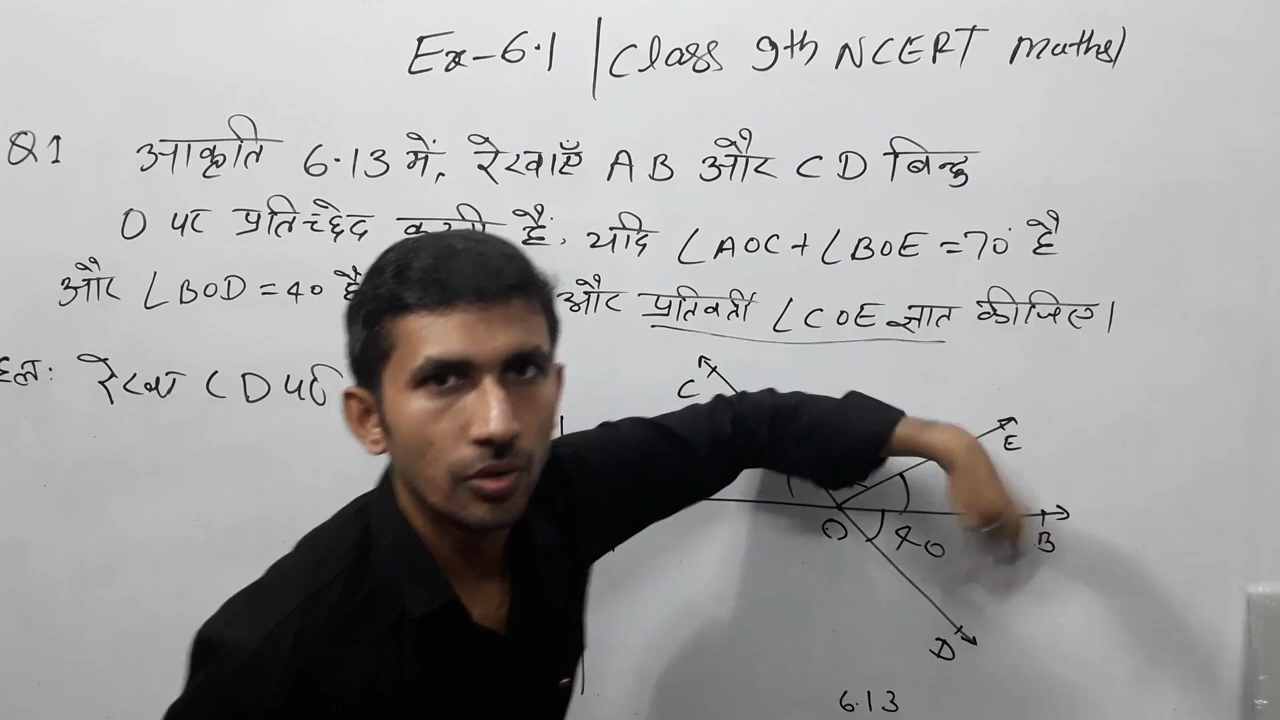 Ex-6.1 | Class 9th NCERT Maths
Q1 आकृति 6.13 में, रेखाएँ AB और CD बिन्दु
O पर प्रतिच्छेद हैं. यदि ∠AOC+∠BOE=70° है
और ∠BOD=40 है और प्रतिवर्ती ∠COE ज्ञात कीजिए।
हल: रेखा CD पर
C
E
O
40
B
D
6.13